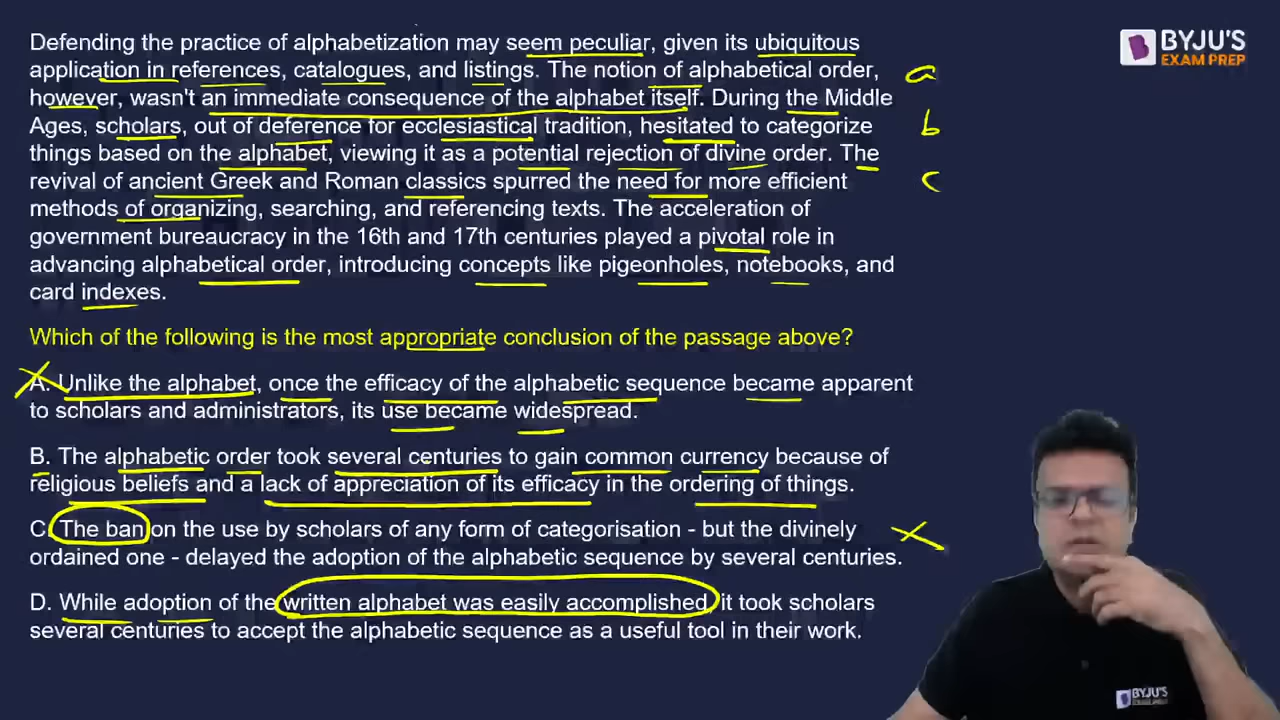 Defending the practice of alphabetization may seem peculiar, given its ubiquitous
application in references, catalogues, and listings. The notion of alphabetical order,
however, wasn't an immediate consequence of the alphabet itself. During the Middle
Ages, scholars, out of deference for ecclesiastical tradition, hesitated to categorize
things based on the alphabet, viewing it as a potential rejection of divine order. The
revival of ancient Greek and Roman classics spurred the need for more efficient
methods of organizing, searching, and referencing texts. The acceleration of
government bureaucracy in the 16th and 17th centuries played a pivotal role in
advancing alphabetical order, introducing concepts like pigeonholes, notebooks, and
card indexes.
a
b
c
BYJU'S
EXAM PREP
Which of the following is the most appropriate conclusion of the passage above?
A. Unlike the alphabet, once the efficacy of the alphabetic sequence became apparent
to scholars and administrators, its use became widespread.
B. The alphabetic order took several centuries to gain common currency because of
religious beliefs and a lack of appreciation of its efficacy in the ordering of things.
C. The ban on the use by scholars of any form of categorisation - but the divinely
ordained one - delayed the adoption of the alphabetic sequence by several centuries.
D. While adoption of the written alphabet was easily accomplished, it took scholars
several centuries to accept the alphabetic sequence as a useful tool in their work.
BYJU'S